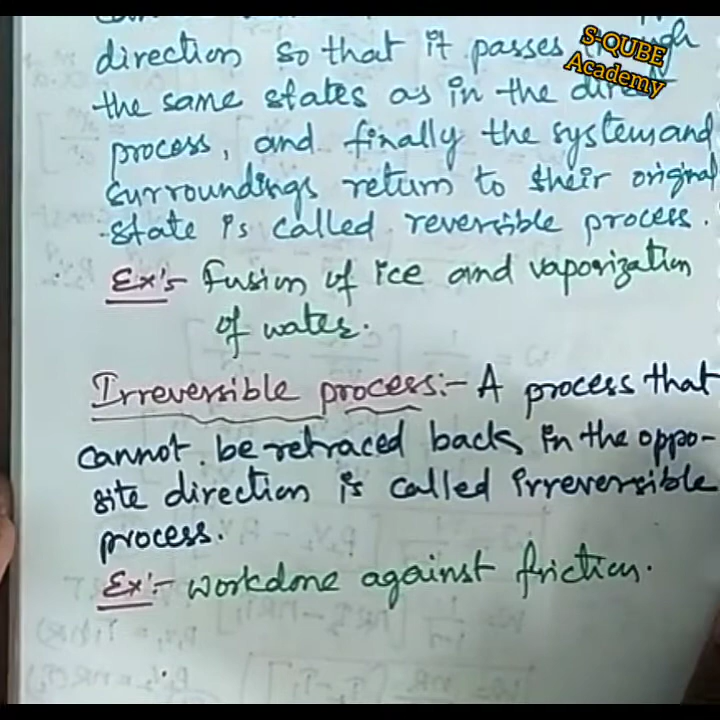 direction so that it passes through
S-QUBE
Academy
the same states as in the direct
process, and finally the system and
surroundings return to their original
state is called reversible process.
Ex's- Fusion of ice and vaporization
of water.
Irreversible process:- A process that
cannot be retraced back in the oppo-
site direction is called irreversible
process.
Ex:- workdone against friction.